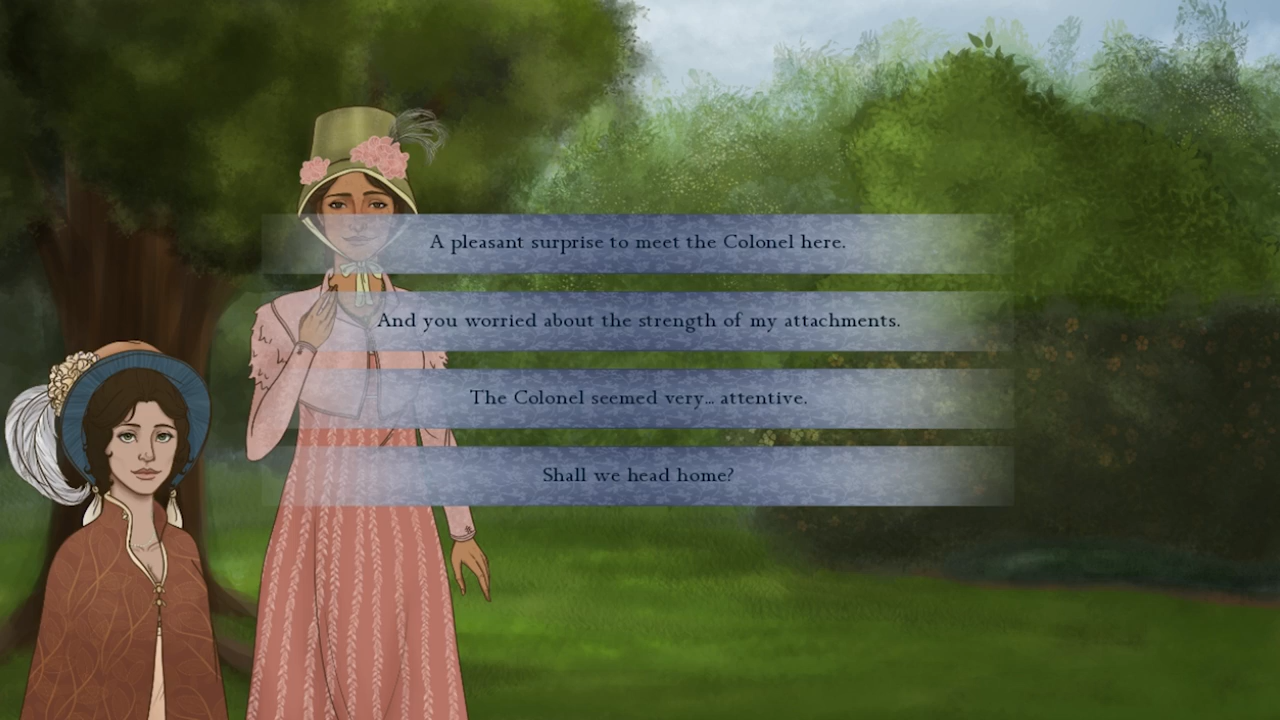 A pleasant surprise to meet the Colonel here.
And you worried about the strength of my attachments.
The Colonel seemed very... attentive.
Shall we head home?